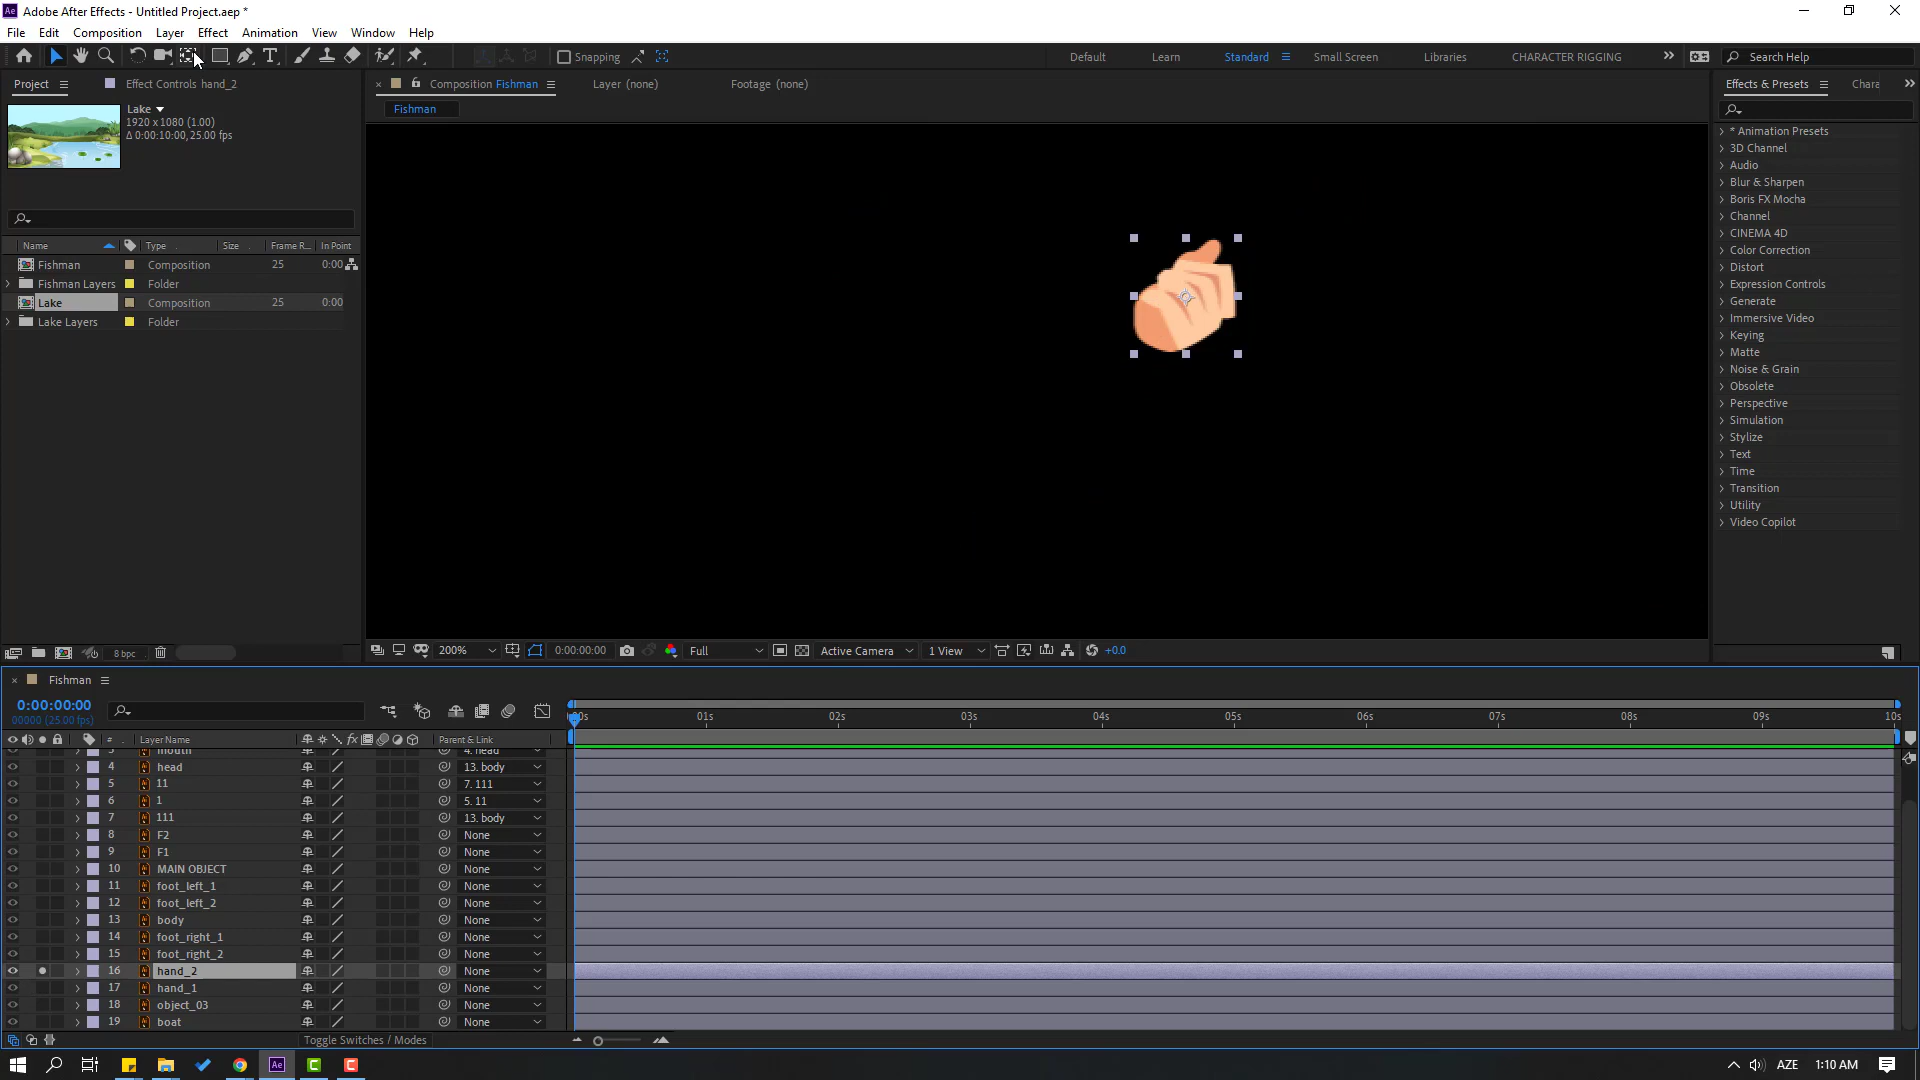 Adobe After Effects - Untitled Project.aep *
File Edit Composition Layer Effect Animation View Window Help
Snapping Default Learn Standard Small Screen Libraries CHARACTER RIGGING Search Help
Project Effect Controls hand_2 Composition Fishman Layer (none) Footage (none) Effects & Presets Chara
Fishman
Lake
1920 x 1080 (1.00)
Δ 0:00:10:00, 25.00 fps
Name Type Size Frame R... In Point
Fishman Composition 25 0:00
Fishman Layers Folder
Lake Composition 25 0:00
Lake Layers Folder
* Animation Presets
3D Channel
Audio
Blur & Sharpen
Boris FX Mocha
Channel
CINEMA 4D
Color Correction
Distort
Expression Controls
Generate
Immersive Video
Keying
Matte
Noise & Grain
Obsolete
Perspective
Simulation
Stylize
Text
Time
Transition
Utility
Video Copilot
8 bpc 200% 0:00:00:00 Full Active Camera 1 View +0.0
Fishman
0:00:00:00
00000 (25.00 fps)
:00s 01s 02s 03s 04s 05s 06s 07s 08s 09s 10s
# Layer Name fx Parent & Link
3 mouth 4. head
4 head 13. body
5 11 7. 111
6 1 5. 11
7 111 13. body
8 F2 None
9 F1 None
10 MAIN OBJECT None
11 foot_left_1 None
12 foot_left_2 None
13 body None
14 foot_right_1 None
15 foot_right_2 None
16 hand_2 None
17 hand_1 None
18 object_03 None
19 boat None
Toggle Switches / Modes
AZE 1:10 AM